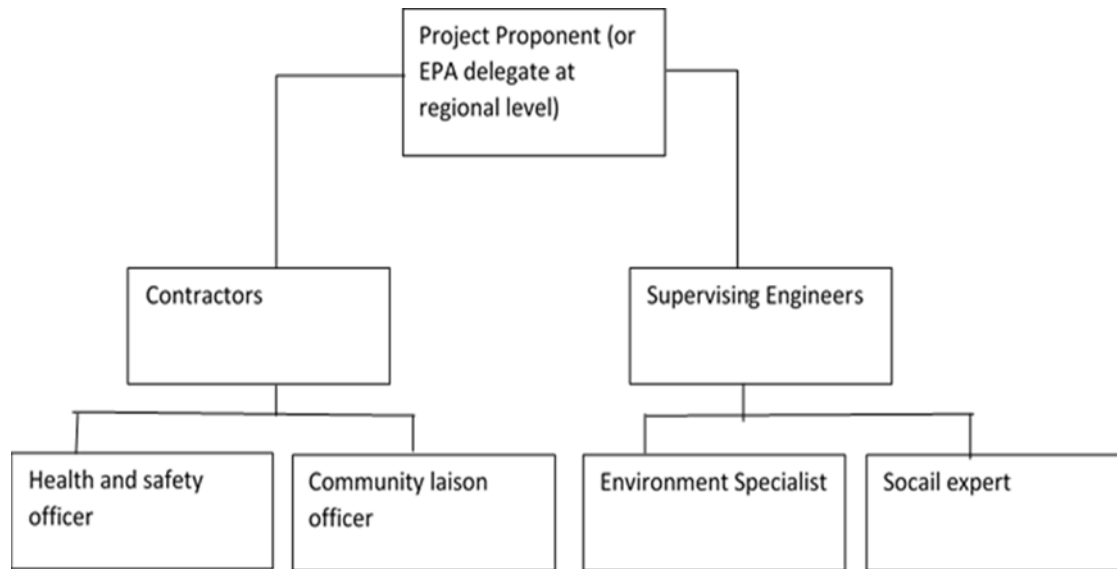 Project Proponent (or
EPA delegate at
regional level)
Contractors
Supervising Engineers
Health and safety
officer
Community liaison
officer
Environment Specialist
Socail expert